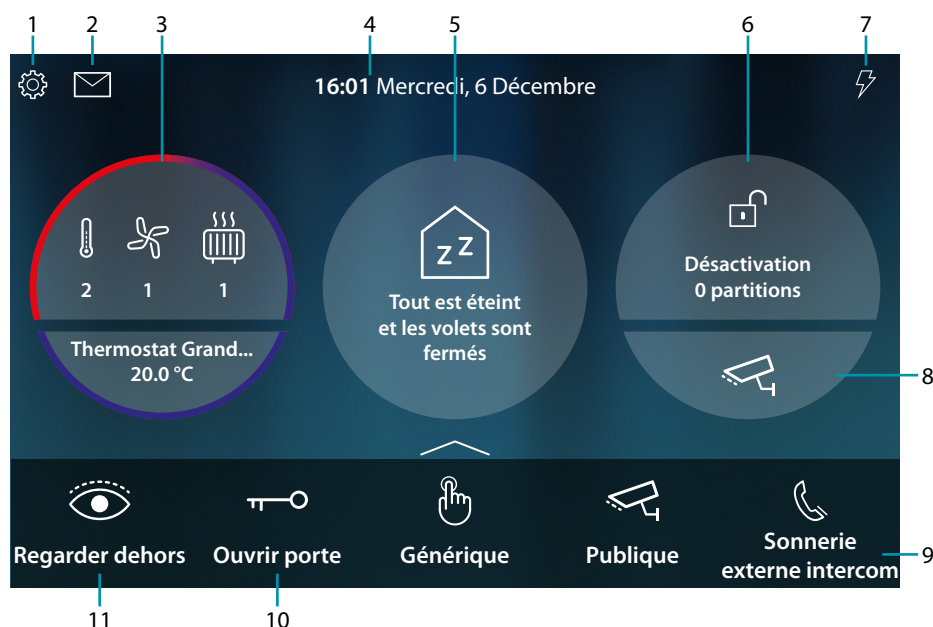 1 2 3 4 5 6 7
16:01 Mercredi, 6 Décembre
2 1 1
Thermostat Grand...
20.0 °C
z z
Tout est éteint
et les volets sont
fermés
Désactivation
0 partitions
8
Regarder dehors
Ouvrir porte
Générique
Publique
Sonnerie
externe intercom
9
11 10